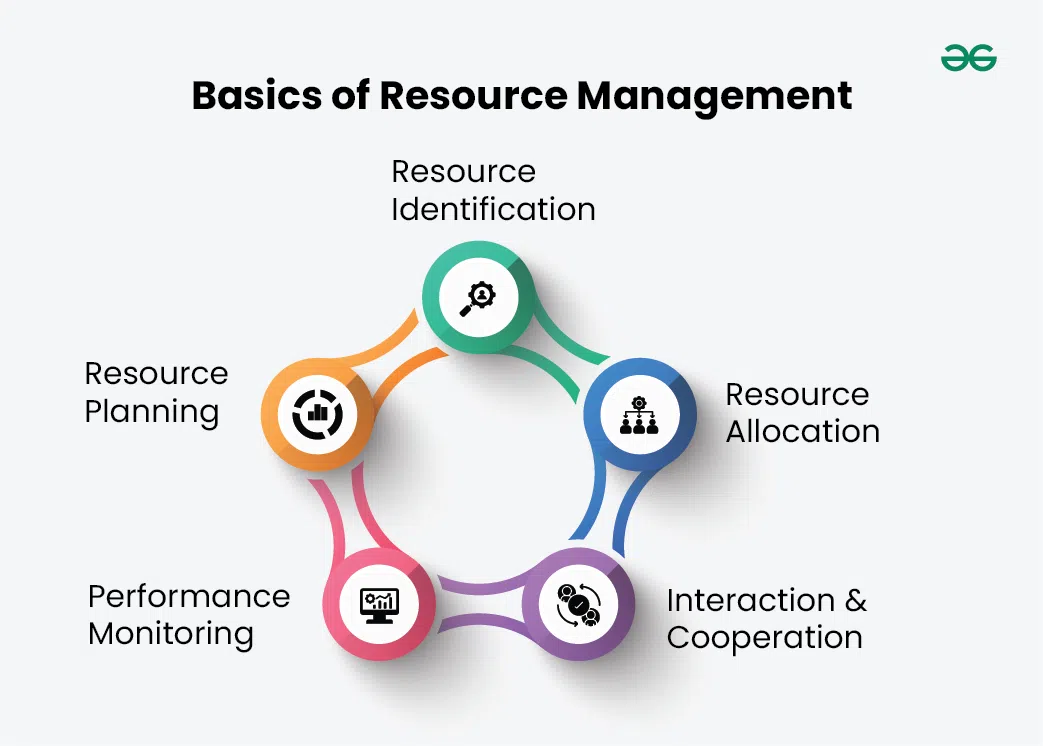 Basics of Resource Management
Resource
Identification
Resource
Allocation
Interaction &
Cooperation
Performance
Monitoring
Resource
Planning